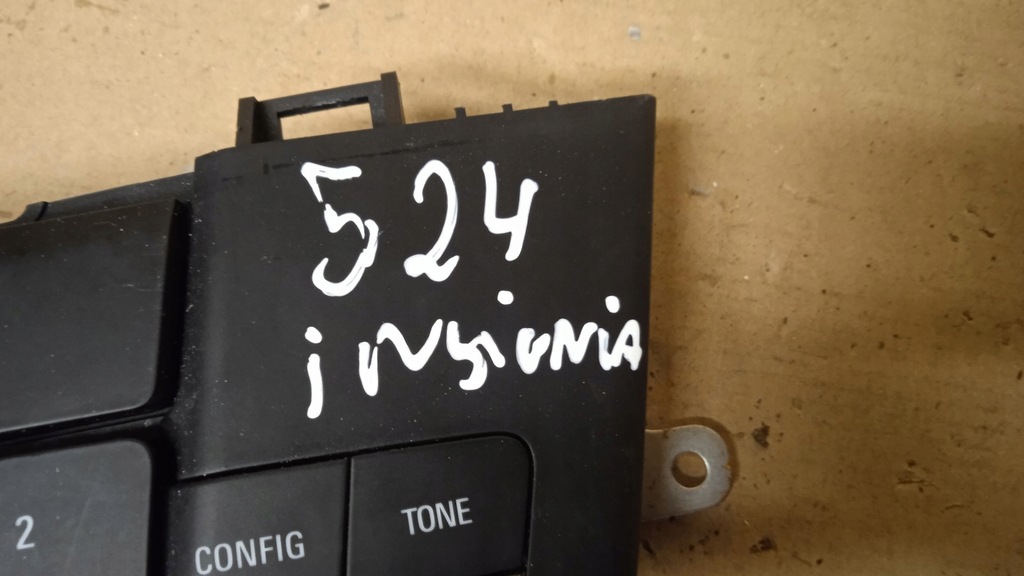 524
insignia
2
CONFIG
TONE